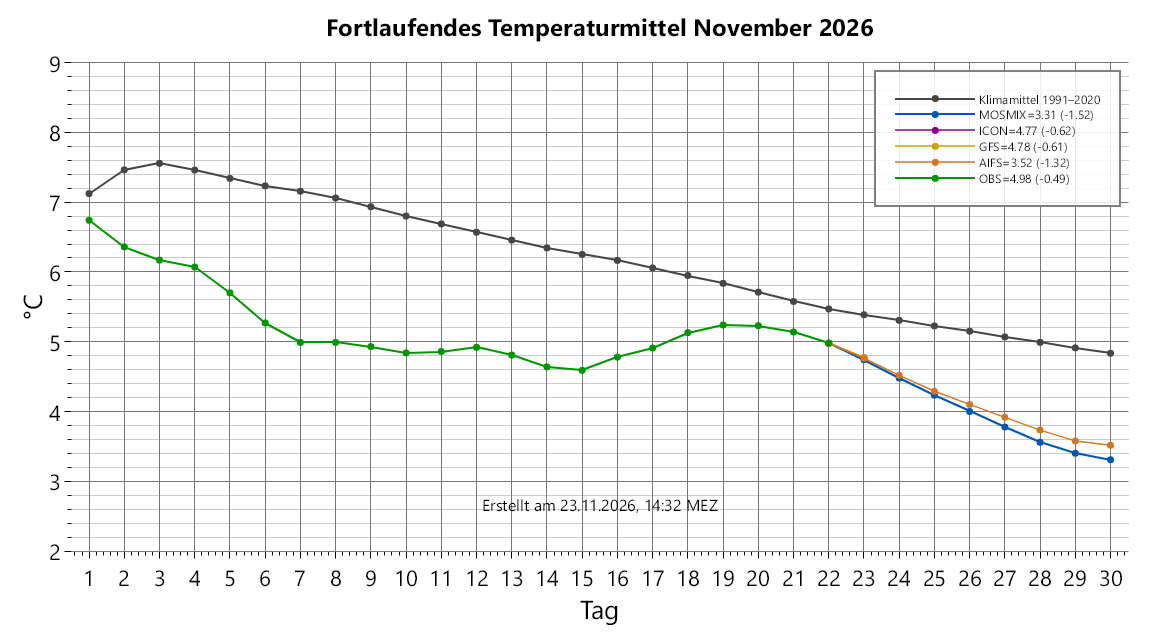 Fortlaufendes Temperaturmittel November 2026
9
8
7
6
5
4
3
2
°C
Klimamittel 1991–2020
MOSMIX=3.31 (-1.52)
ICON=4.77 (-0.62)
GFS=4.78 (-0.61)
AIFS=3.52 (-1.32)
OBS=4.98 (-0.49)
Erstellt am 23.11.2026, 14:32 MEZ
1 2 3 4 5 6 7 8 9 10 11 12 13 14 15 16 17 18 19 20 21 22 23 24 25 26 27 28 29 30
Tag